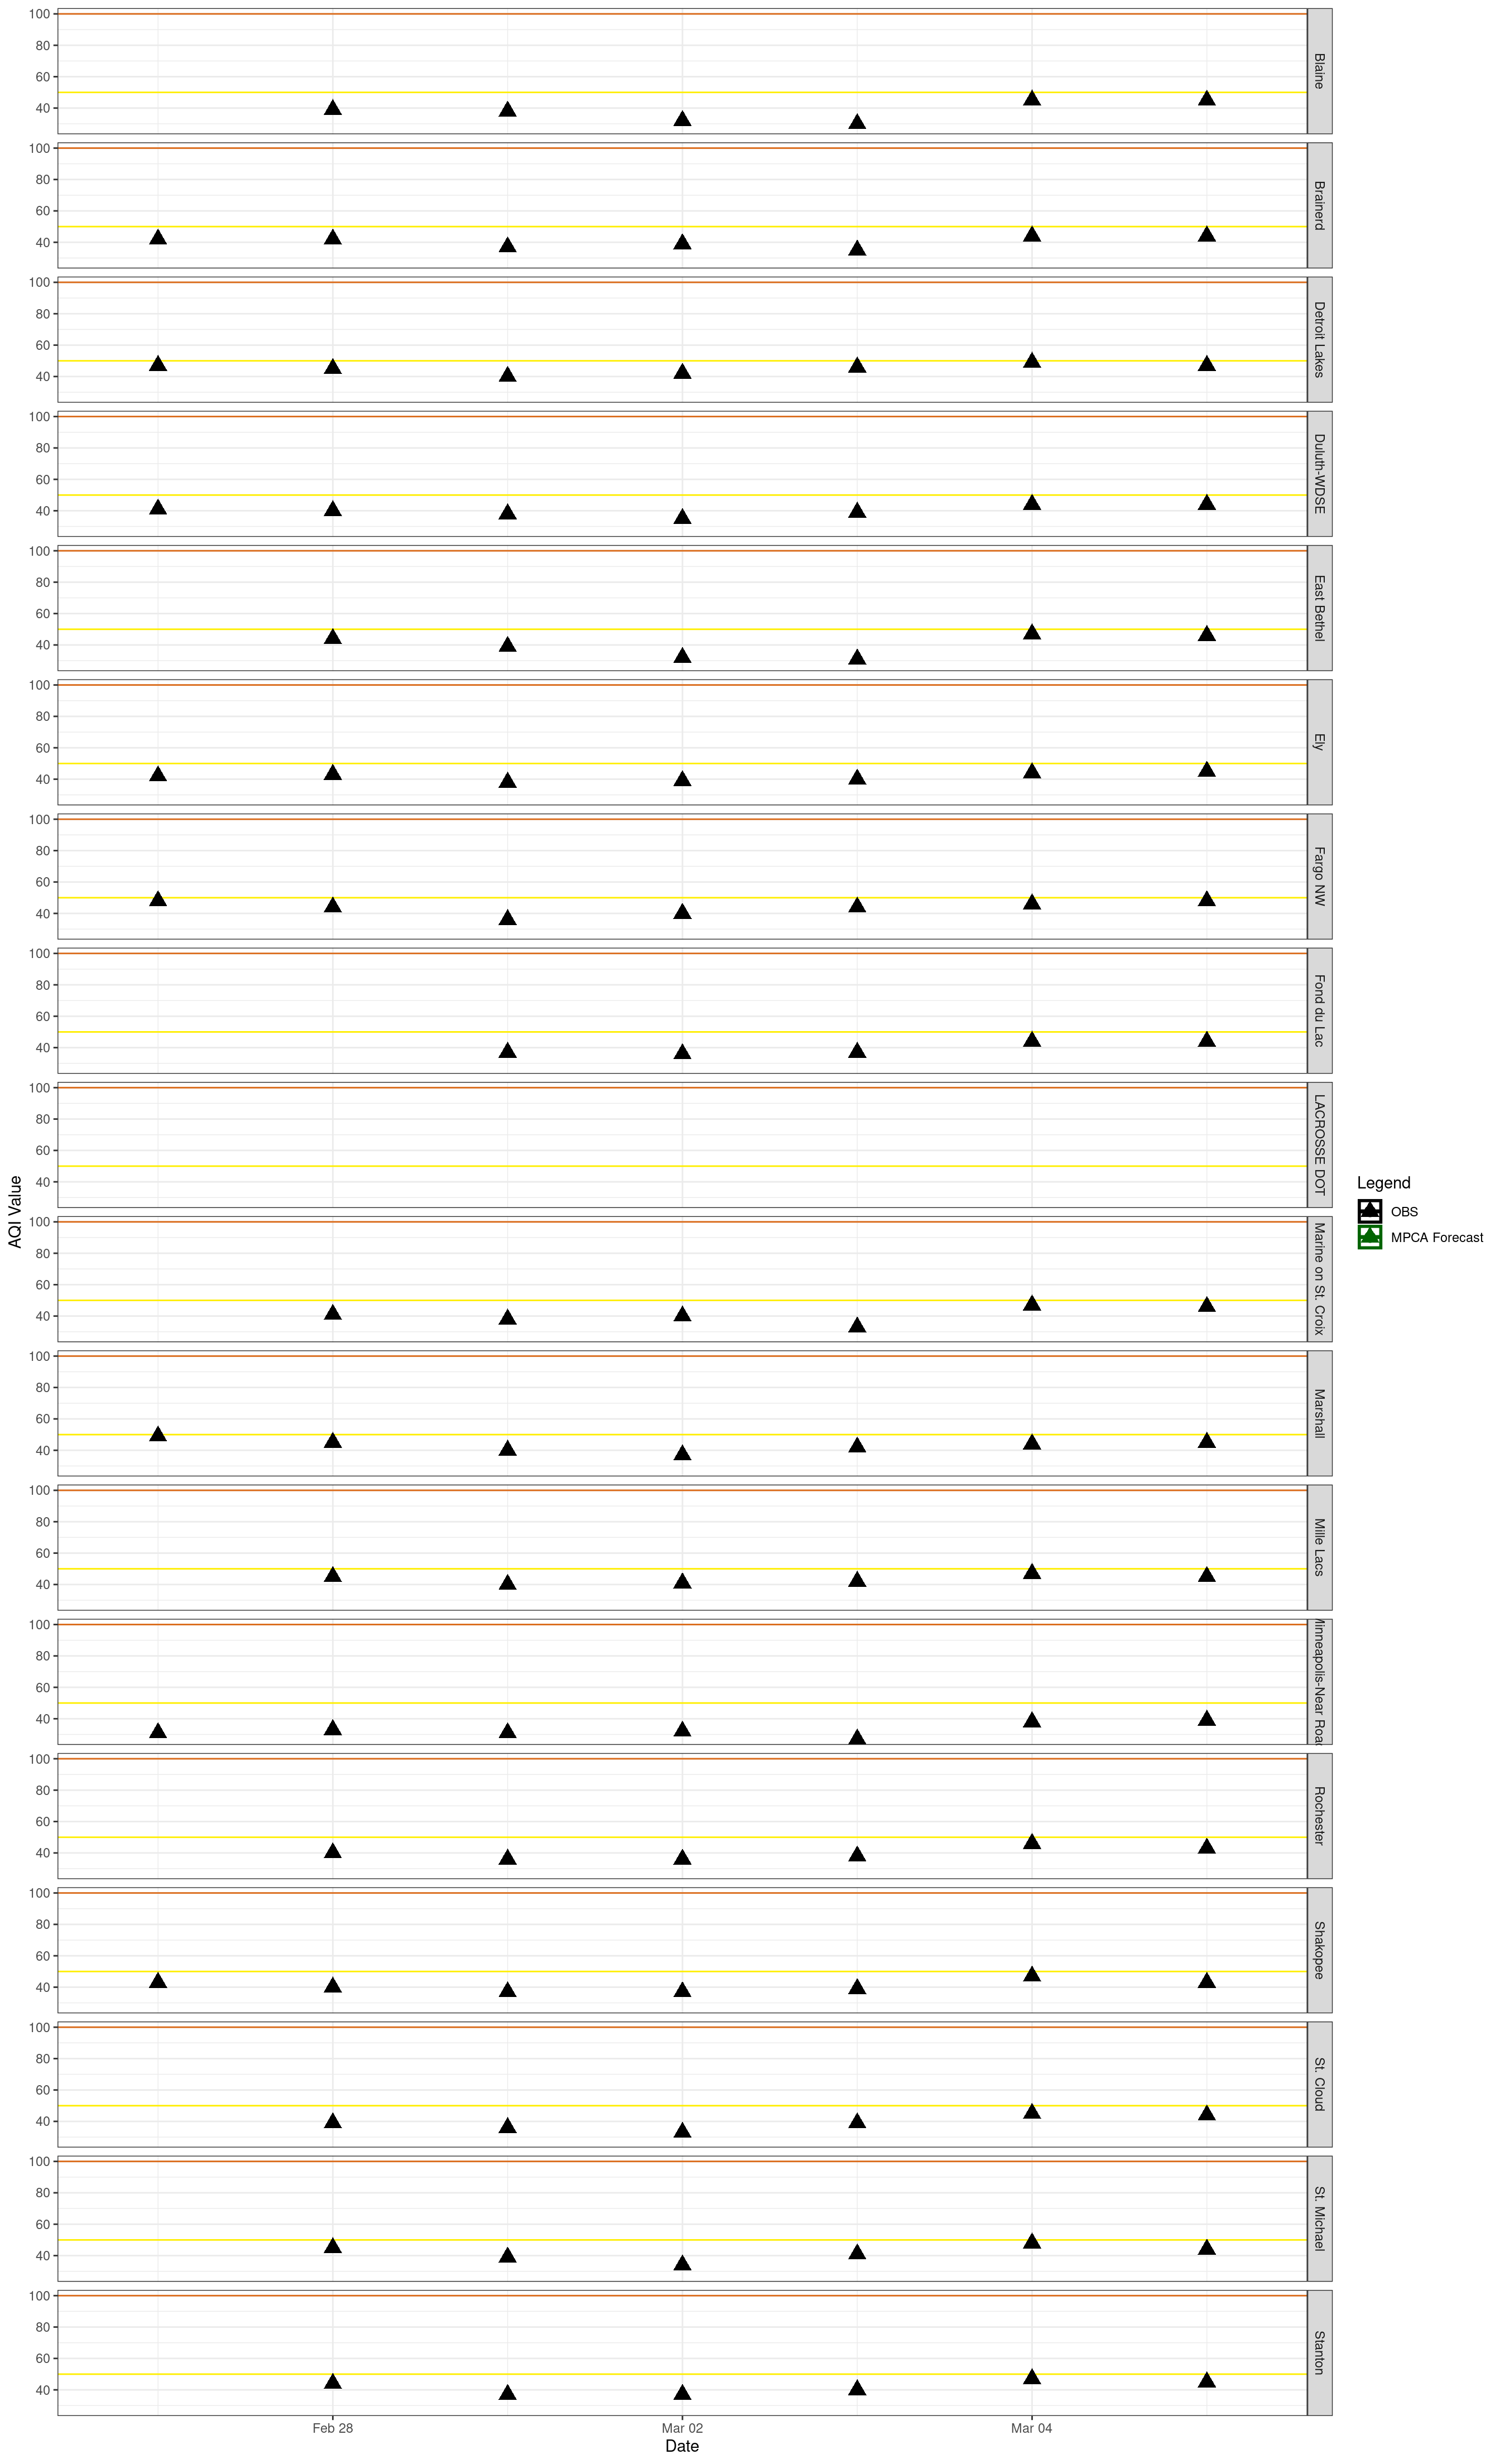 100
80
60
40
Blaine
100
80
60
40
Brainerd
100
80
60
40
Detroit Lakes
100
80
60
40
Duluth-WDSE
100
80
60
40
East Bethel
100
80
60
40
Ely
100
80
60
40
Fargo NW
100
80
60
40
Fond du Lac
100
80
60
40
LACROSSE DOT
100
80
60
40
Marine on St. Croix
100
80
60
40
Marshall
100
80
60
40
Mille Lacs
100
80
60
40
Minneapolis-Near Road
100
80
60
40
Rochester
100
80
60
40
Shakopee
100
80
60
40
St. Cloud
100
80
60
40
St. Michael
100
80
60
40
Stanton
Feb 28
Mar 02
Mar 04
Date
AQI Value
Legend
OBS
MPCA Forecast